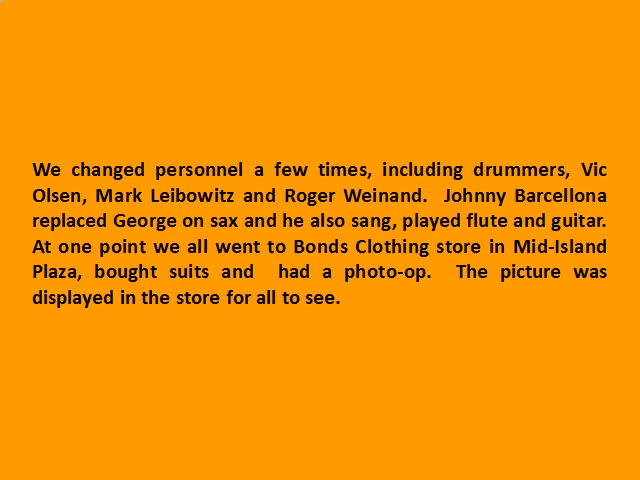 We changed personnel a few times, including drummers, Vic
Olsen, Mark Leibowitz and Roger Weinand.  Johnny Barcellona
replaced George on sax and he also sang, played flute and guitar.
At one point we all went to Bonds Clothing store in Mid-Island
Plaza, bought suits and  had a photo-op.  The picture was
displayed in the store for all to see.